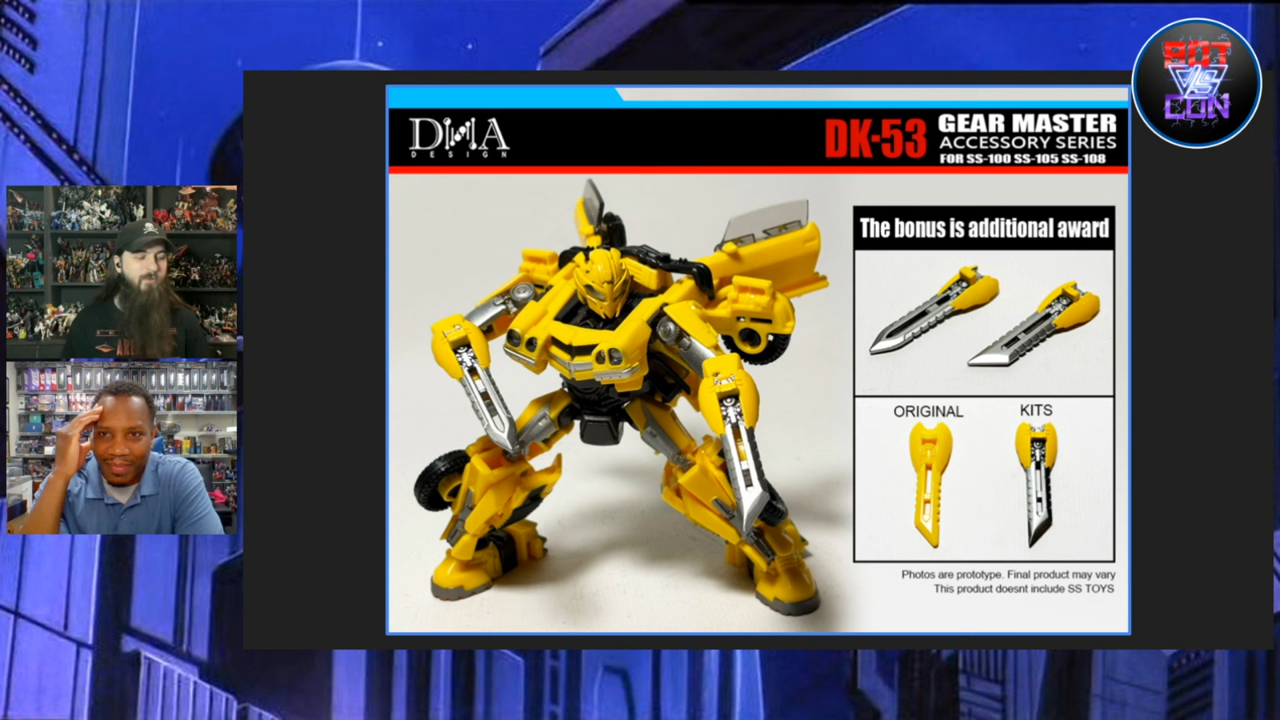 BOT
VS
CON
DNA
DESIGN
DK-53
GEAR MASTER
ACCESSORY SERIES
FOR SS-100 SS-105 SS-108
The bonus is additional award
ORIGINAL
KITS
Photos are prototype. Final product may vary
This product doesnt include SS TOYS